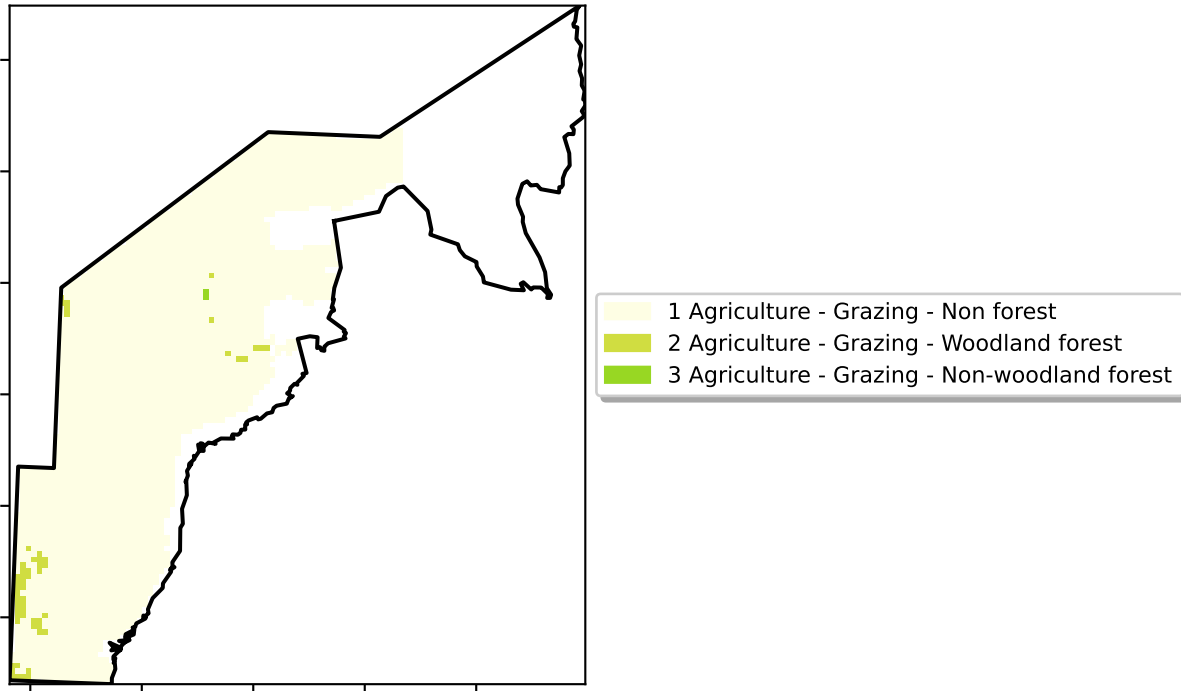 1 Agriculture - Grazing - Non forest
2 Agriculture - Grazing - Woodland forest
3 Agriculture - Grazing - Non-woodland forest